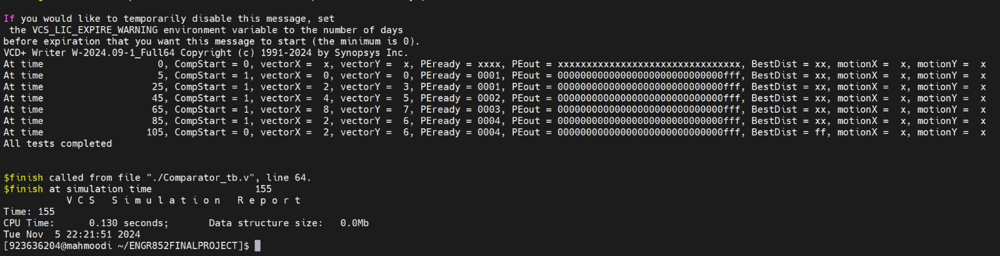 If you would like to temporarily disable this message, set
 the VCS_LIC_EXPIRE_WARNING environment variable to the number of days
before expiration that you want this message to start (the minimum is 0).
VCD+ Writer W-2024.09-1_Full64 Copyright (c) 1991-2024 by Synopsys Inc.
At time                    0, CompStart = 0, vectorX =  x, vectorY =  x, PEready = xxxx, PEout = xxxxxxxxxxxxxxxxxxxxxxxxxxxxxxxx, BestDist = xx, motionX =  x, motionY =  x
At time                    5, CompStart = 1, vectorX =  0, vectorY =  0, PEready = 0001, PEout = 00000000000000000000000000000fff, BestDist = xx, motionX =  x, motionY =  x
At time                   25, CompStart = 1, vectorX =  2, vectorY =  3, PEready = 0001, PEout = 00000000000000000000000000000fff, BestDist = xx, motionX =  x, motionY =  x
At time                   45, CompStart = 1, vectorX =  4, vectorY =  5, PEready = 0002, PEout = 00000000000000000000000000000fff, BestDist = xx, motionX =  x, motionY =  x
At time                   65, CompStart = 1, vectorX =  8, vectorY =  7, PEready = 0003, PEout = 00000000000000000000000000000fff, BestDist = xx, motionX =  x, motionY =  x
At time                   85, CompStart = 1, vectorX =  2, vectorY =  6, PEready = 0004, PEout = 00000000000000000000000000000fff, BestDist = xx, motionX =  x, motionY =  x
At time                  105, CompStart = 0, vectorX =  2, vectorY =  6, PEready = 0004, PEout = 00000000000000000000000000000fff, BestDist = ff, motionX =  x, motionY =  x
All tests completed
$finish called from file "./Comparator_tb.v", line 64.
$finish at simulation time                  155
           V C S   S i m u l a t i o n   R e p o r t
Time: 155
CPU Time:      0.130 seconds;       Data structure size:   0.0Mb
Tue Nov  5 22:21:51 2024
[923636204@mahmoodi ~/ENGR852FINALPROJECT]$